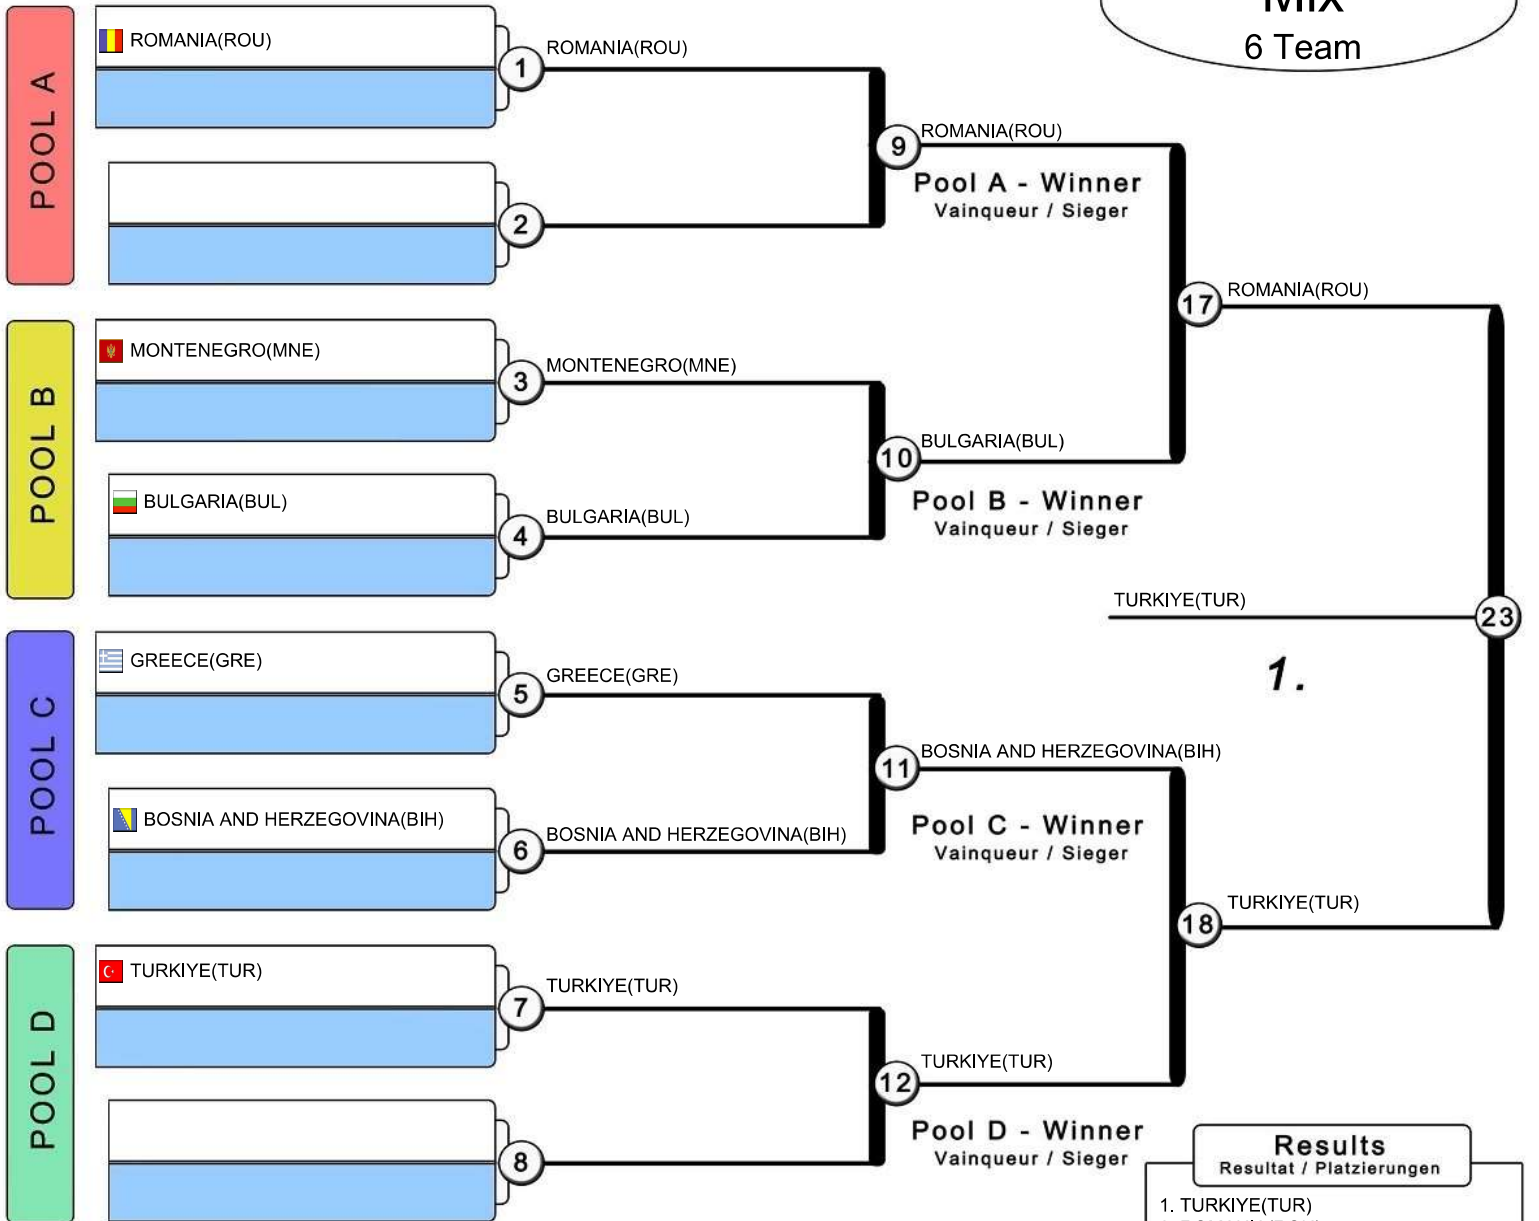 Mix
6 Team
POOL A
ROMANIA(ROU)
1
ROMANIA(ROU)
2
9
ROMANIA(ROU)
Pool A - Winner
Vainqueur / Sieger
POOL B
MONTENEGRO(MNE)
3
MONTENEGRO(MNE)
BULGARIA(BUL)
4
BULGARIA(BUL)
10
BULGARIA(BUL)
Pool B - Winner
Vainqueur / Sieger
17
ROMANIA(ROU)
TURKIYE(TUR)
23
1.
POOL C
GREECE(GRE)
5
GREECE(GRE)
BOSNIA AND HERZEGOVINA(BIH)
6
BOSNIA AND HERZEGOVINA(BIH)
11
BOSNIA AND HERZEGOVINA(BIH)
Pool C - Winner
Vainqueur / Sieger
18
TURKIYE(TUR)
POOL D
TURKIYE(TUR)
7
TURKIYE(TUR)
8
12
TURKIYE(TUR)
Pool D - Winner
Vainqueur / Sieger
Results
Resultat / Platzierungen
1. TURKIYE(TUR)